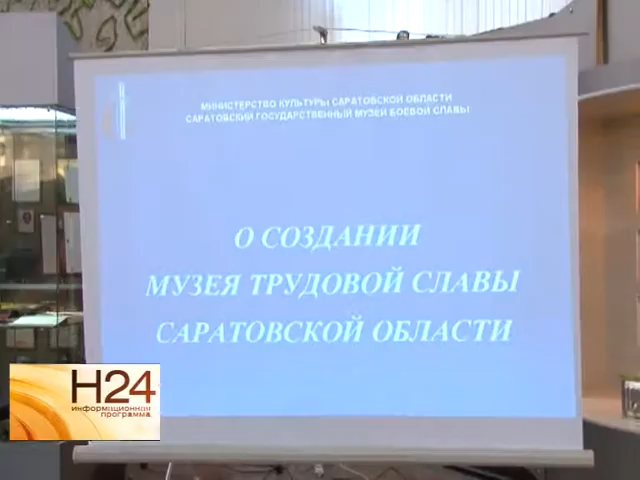 МИНИСТЕРСТВО КУЛЬТУРЫ САРАТОВСКОЙ ОБЛАСТИ
САРАТОВСКИЙ ГОСУДАРСТВЕННЫЙ МУЗЕЙ БОЕВОЙ СЛАВЫ
О СОЗДАНИИ
МУЗЕЯ ТРУДОВОЙ СЛАВЫ
САРАТОВСКОЙ ОБЛАСТИ
Н24
информационная
программа